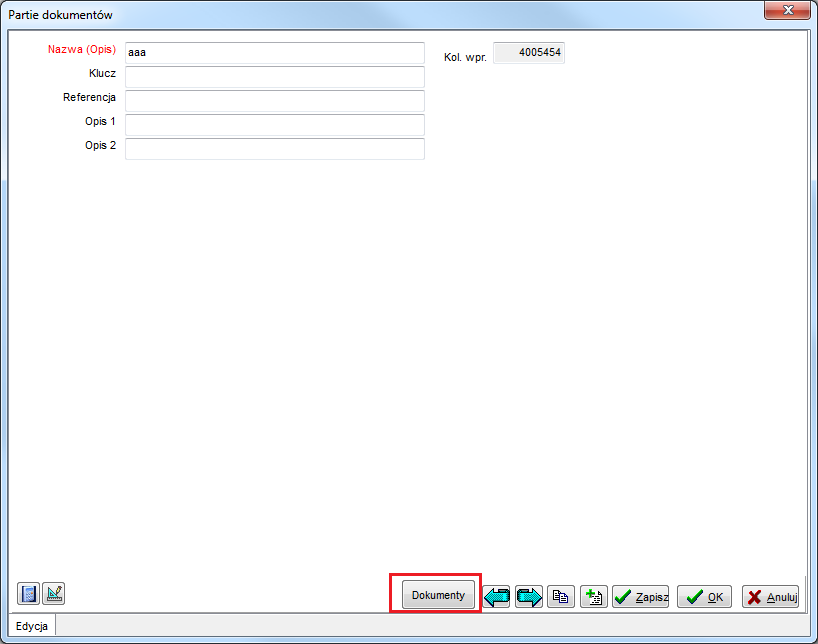 Partie dokumentów
Nazwa (Opis) aaa Kol. wpr. 4005454
Klucz
Referencja
Opis 1
Opis 2
Dokumenty Zapisz OK Anuluj
Edycja